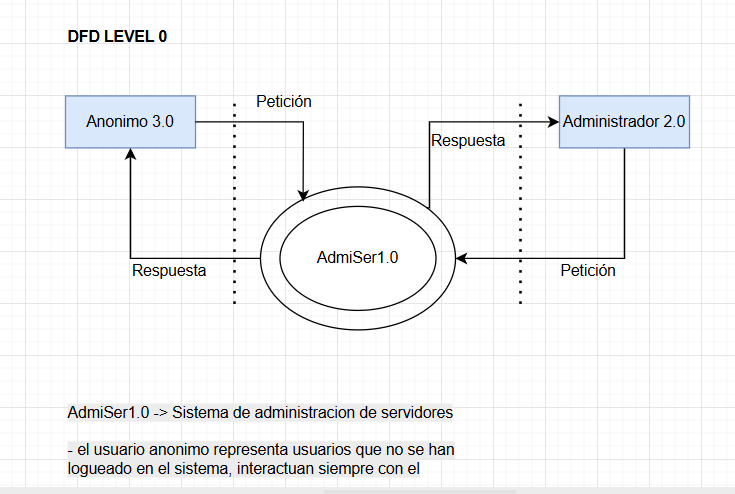 DFD LEVEL 0
Petición
Anonimo 3.0
Administrador 2.0
Respuesta
AdmiSer1.0
Respuesta
Petición
AdmiSer1.0 -> Sistema de administracion de servidores
- el usuario anonimo representa usuarios que no se han
logueado en el sistema, interactuan siempre con el